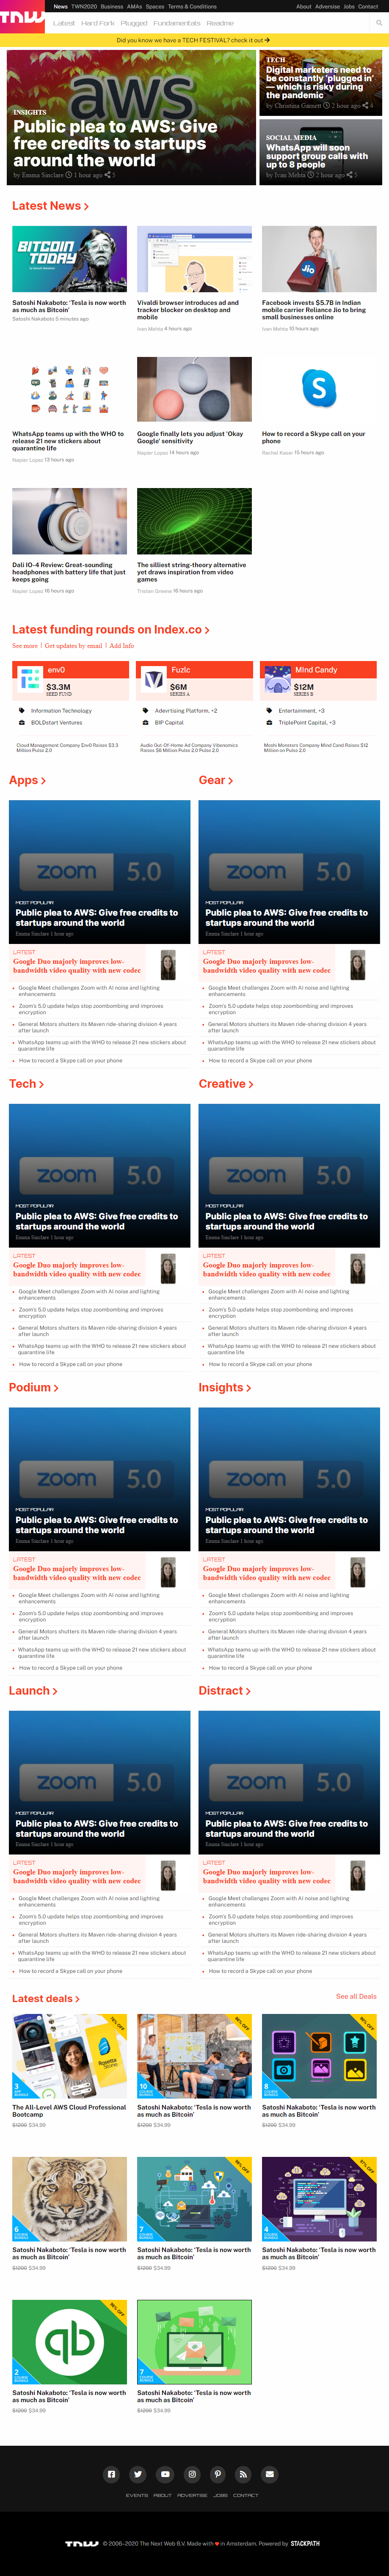 TNW
News TWN2020 Business AMAs Spaces Terms & Conditions
About Adversise Jobs Contact
Latest Hard Fork Plugged Fundamentals Readme
Did you know we have a TECH FESTIVAL? check it out
INSIGHTS
Public plea to AWS: Give
free credits to startups
around the world
by Emma Sinclare 1 hour ago 5
TECH
Digital marketers need to
be constantly 'plugged in'
— which is risky during
the pandemic
by Christina Ginnett 2 hour ago 4
SOCIAL MEDIA
WhatsApp will soon
support group calls with
up to 8 people
by Ivan Mehta 2 hour ago 5
Latest News
BITCOIN
TODAY
Satoshi Nakaboto: 'Tesla is now worth
as much as Bitcoin'
Satoshi Nakaboto 5 minutes ago
Vivaldi browser introduces ad and
tracker blocker on desktop and
mobile
Ivan Mehta 4 hours ago
Jio
Facebook invests $5.7B in Indian
mobile carrier Reliance Jio to bring
small businesses online
Ivan Mehta 10 hours ago
WhatsApp teams up with the WHO to
release 21 new stickers about
quarantine life
Napier Lopez 13 hours ago
Google finally lets you adjust 'Okay
Google' sensitivity
Napier Lopez 14 hours ago
How to record a Skype call on your
phone
Rachel Kaser 15 hours ago
Dali IO-4 Review: Great-sounding
headphones with battery life that just
keeps going
Napier Lopez 16 hours ago
The silliest string-theory alternative
yet draws inspiration from video
games
Tristan Greene 16 hours ago
Latest funding rounds on Index.co
See more | Get updates by email | Add Info
env0
$3.3M
SEED FUND
Information Technology
BOLDstart Ventures
Cloud Management Company Env0 Raises $3.3
Million Pulse 2.0
Fuzlc
$6M
SERIES A
Adevrtising Platform, +2
BIP Capital
Audio Out-Of-Home Ad Company Vibenomics
Raises $6 Million Pulse 2.0 Pulse 2.0
Mind Candy
$12M
SERIES B
Entertainment, +3
TriplePoint Capital, +3
Moshi Monsters Company Mind Cand Raises $12
Million on Pulse 2.0
Apps
zoom 5.0
MOST POPULAR
Public plea to AWS: Give free credits to
startups around the world
Emma Sinclare 1 hour ago
LATEST
Google Duo majorly improves low-
bandwidth video quality with new codec
Google Meet challenges Zoom with AI noise and lighting
enhancements
Zoom's 5.0 update helps stop zoombombing and improves
encryption
General Motors shutters its Maven ride-sharing division 4 years
after launch
WhatsApp teams up with the WHO to release 21 new stickers about
quarantine life
How to record a Skype call on your phone
Gear
zoom 5.0
MOST POPULAR
Public plea to AWS: Give free credits to
startups around the world
Emma Sinclare 1 hour ago
LATEST
Google Duo majorly improves low-
bandwidth video quality with new codec
Google Meet challenges Zoom with AI noise and lighting
enhancements
Zoom's 5.0 update helps stop zoombombing and improves
encryption
General Motors shutters its Maven ride-sharing division 4 years
after launch
WhatsApp teams up with the WHO to release 21 new stickers about
quarantine life
How to record a Skype call on your phone
Tech
zoom 5.0
MOST POPULAR
Public plea to AWS: Give free credits to
startups around the world
Emma Sinclare 1 hour ago
LATEST
Google Duo majorly improves low-
bandwidth video quality with new codec
Google Meet challenges Zoom with AI noise and lighting
enhancements
Zoom's 5.0 update helps stop zoombombing and improves
encryption
General Motors shutters its Maven ride-sharing division 4 years
after launch
WhatsApp teams up with the WHO to release 21 new stickers about
quarantine life
How to record a Skype call on your phone
Creative
zoom 5.0
MOST POPULAR
Public plea to AWS: Give free credits to
startups around the world
Emma Sinclare 1 hour ago
LATEST
Google Duo majorly improves low-
bandwidth video quality with new codec
Google Meet challenges Zoom with AI noise and lighting
enhancements
Zoom's 5.0 update helps stop zoombombing and improves
encryption
General Motors shutters its Maven ride-sharing division 4 years
after launch
WhatsApp teams up with the WHO to release 21 new stickers about
quarantine life
How to record a Skype call on your phone
Podium
zoom 5.0
MOST POPULAR
Public plea to AWS: Give free credits to
startups around the world
Emma Sinclare 1 hour ago
LATEST
Google Duo majorly improves low-
bandwidth video quality with new codec
Google Meet challenges Zoom with AI noise and lighting
enhancements
Zoom's 5.0 update helps stop zoombombing and improves
encryption
General Motors shutters its Maven ride-sharing division 4 years
after launch
WhatsApp teams up with the WHO to release 21 new stickers about
quarantine life
How to record a Skype call on your phone
Insights
zoom 5.0
MOST POPULAR
Public plea to AWS: Give free credits to
startups around the world
Emma Sinclare 1 hour ago
LATEST
Google Duo majorly improves low-
bandwidth video quality with new codec
Google Meet challenges Zoom with AI noise and lighting
enhancements
Zoom's 5.0 update helps stop zoombombing and improves
encryption
General Motors shutters its Maven ride-sharing division 4 years
after launch
WhatsApp teams up with the WHO to release 21 new stickers about
quarantine life
How to record a Skype call on your phone
Launch
zoom 5.0
MOST POPULAR
Public plea to AWS: Give free credits to
startups around the world
Emma Sinclare 1 hour ago
LATEST
Google Duo majorly improves low-
bandwidth video quality with new codec
Google Meet challenges Zoom with AI noise and lighting
enhancements
Zoom's 5.0 update helps stop zoombombing and improves
encryption
General Motors shutters its Maven ride-sharing division 4 years
after launch
WhatsApp teams up with the WHO to release 21 new stickers about
quarantine life
How to record a Skype call on your phone
Distract
zoom 5.0
MOST POPULAR
Public plea to AWS: Give free credits to
startups around the world
Emma Sinclare 1 hour ago
LATEST
Google Duo majorly improves low-
bandwidth video quality with new codec
Google Meet challenges Zoom with AI noise and lighting
enhancements
Zoom's 5.0 update helps stop zoombombing and improves
encryption
General Motors shutters its Maven ride-sharing division 4 years
after launch
WhatsApp teams up with the WHO to release 21 new stickers about
quarantine life
How to record a Skype call on your phone
Latest deals
See all Deals
Rosetta Stone
The All-Level AWS Cloud Professional
Bootcamp
$1200 $34.99
Satoshi Nakaboto: 'Tesla is now worth
as much as Bitcoin'
$1200 $34.99
Satoshi Nakaboto: 'Tesla is now worth
as much as Bitcoin'
$1200 $34.99
Satoshi Nakaboto: 'Tesla is now worth
as much as Bitcoin'
$1200 $34.99
Satoshi Nakaboto: 'Tesla is now worth
as much as Bitcoin'
$1200 $34.99
Satoshi Nakaboto: 'Tesla is now worth
as much as Bitcoin'
$1200 $34.99
Satoshi Nakaboto: 'Tesla is now worth
as much as Bitcoin'
$1200 $34.99
Satoshi Nakaboto: 'Tesla is now worth
as much as Bitcoin'
$1200 $34.99
EVENTS ABOUT ADVERTISE JOBS CONTACT
TNW © 2006–2020 The Next Web B.V. Made with in Amsterdam. Powered by STACKPATH